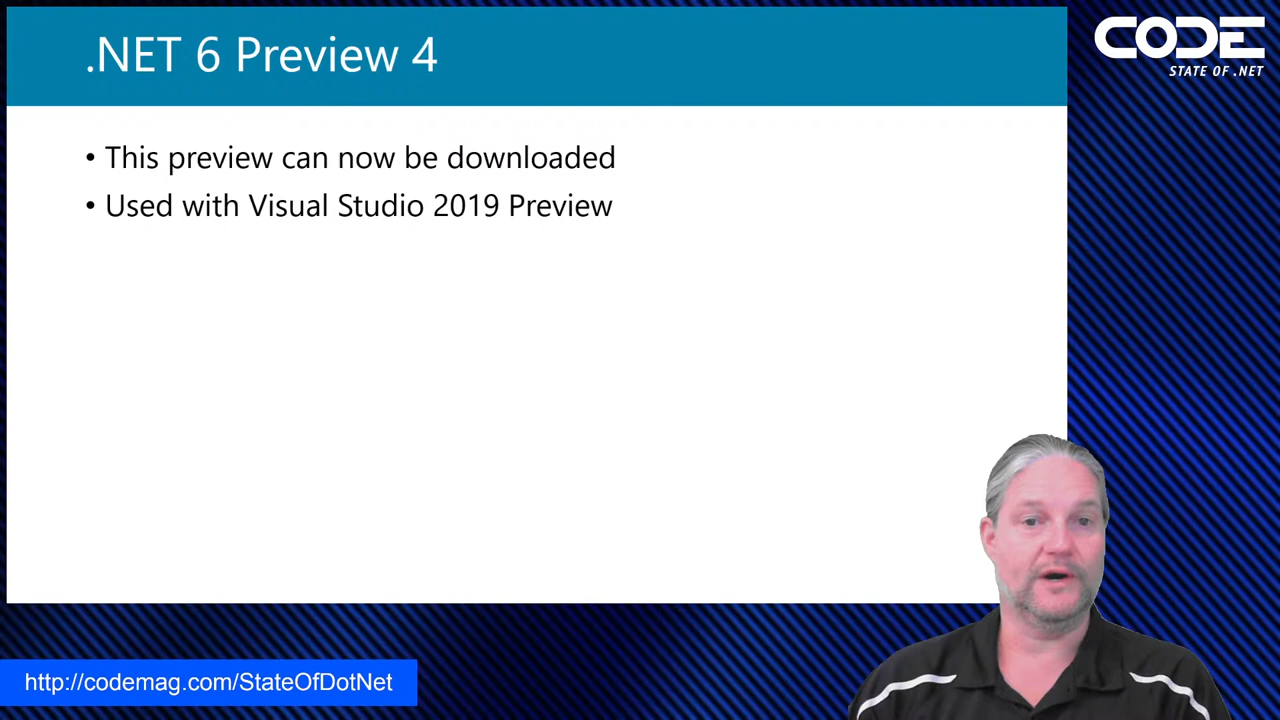 .NET 6 Preview 4
CODE
STATE OF .NET
• This preview can now be downloaded
• Used with Visual Studio 2019 Preview
http://codemag.com/StateOfDotNet